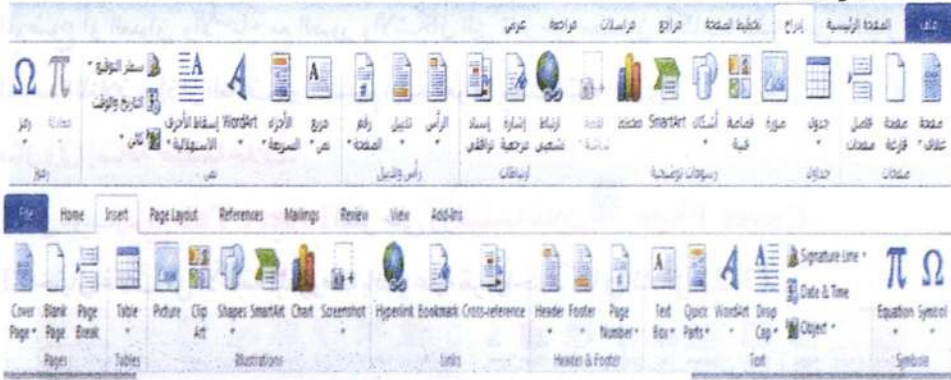 ملف الصفحة الرئيسية إدراج تخطيط الصفحة مراجع مراسلات مراجعة عرض
صفحة غلاف صفحة فارغة فاصل صفحات جدول صورة قصاصة فنية أشكال SmartArt مخطط لقطة شاشة ارتباط تشعبي إشارة مرجعية إسناد ترافقي الرأس تذييل رقم الصفحة مربع نص الأجزاء السريعة WordArt إسقاط الأحرف الاستهلالية سطر التوقيع معادلة رمز
التاريخ والوقت
كائن
صفحات جداول رسومات توضيحية ارتباطات رأس وتذييل نص رموز
File Home Insert Page Layout References Mailings Review View Add-Ins
Cover Page Blank Page Page Break Table Picture Clip Art Shapes SmartArt Chart Screenshot Hyperlink Bookmark Cross-reference Header Footer Page Number Text Box Quick Parts WordArt Drop Cap Signature Line Equation Symbol
Date & Time
Object
Pages Tables Illustrations Links Header & Footer Text Symbols